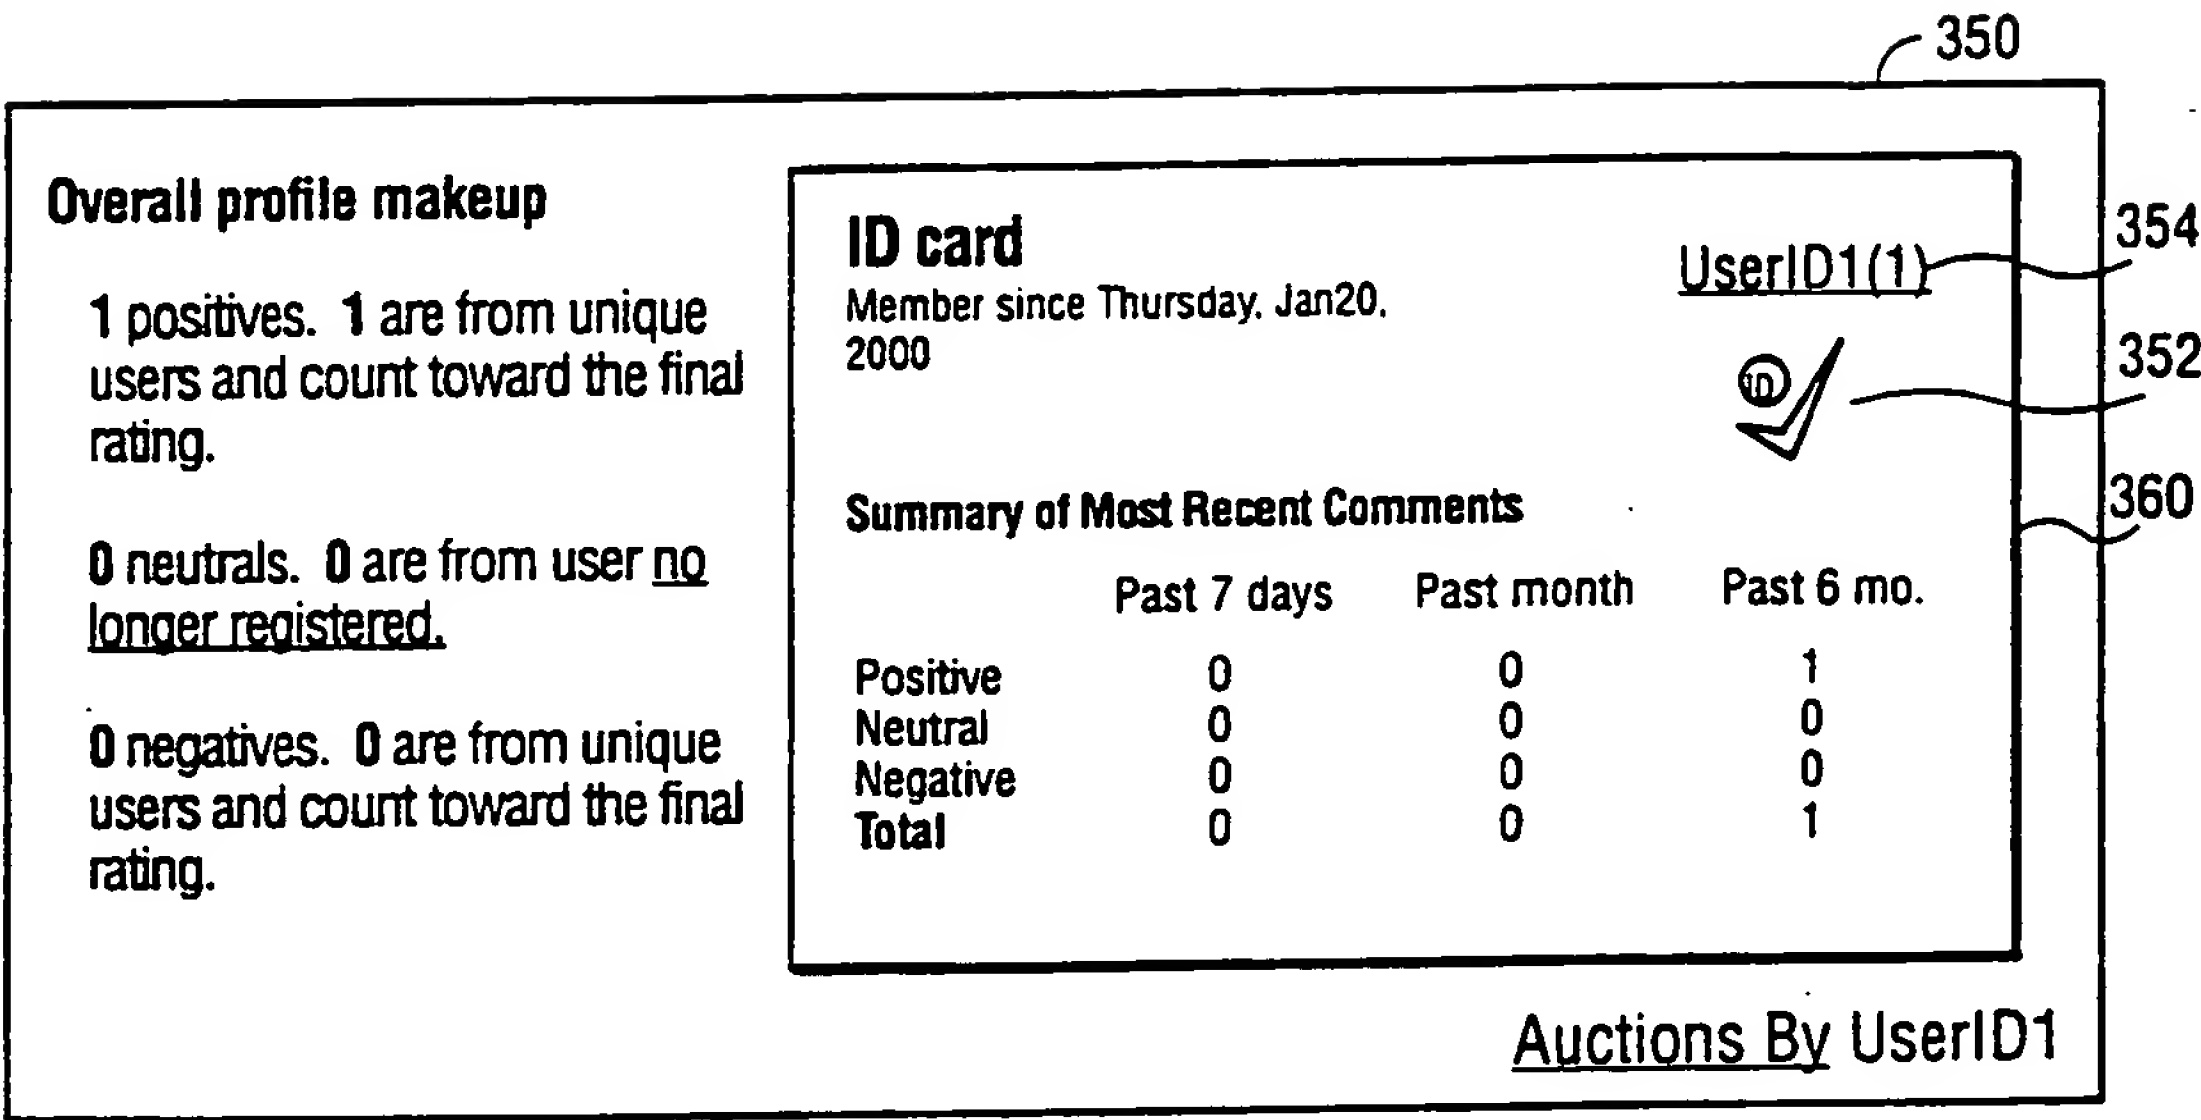 350
Overall profile makeup
1 positives. 1 are from unique
users and count toward the final
rating.
0 neutrals. 0 are from user no
longer registered.
0 negatives. 0 are from unique
users and count toward the final
rating.
ID card
Member since Thursday, Jan20,
2000
UserID1(1)
354
ID
352
360
Summary of Most Recent Comments
Past 7 days Past month Past 6 mo.
Positive 0 0 1
Neutral 0 0 0
Negative 0 0 0
Total 0 0 1
Auctions By UserID1